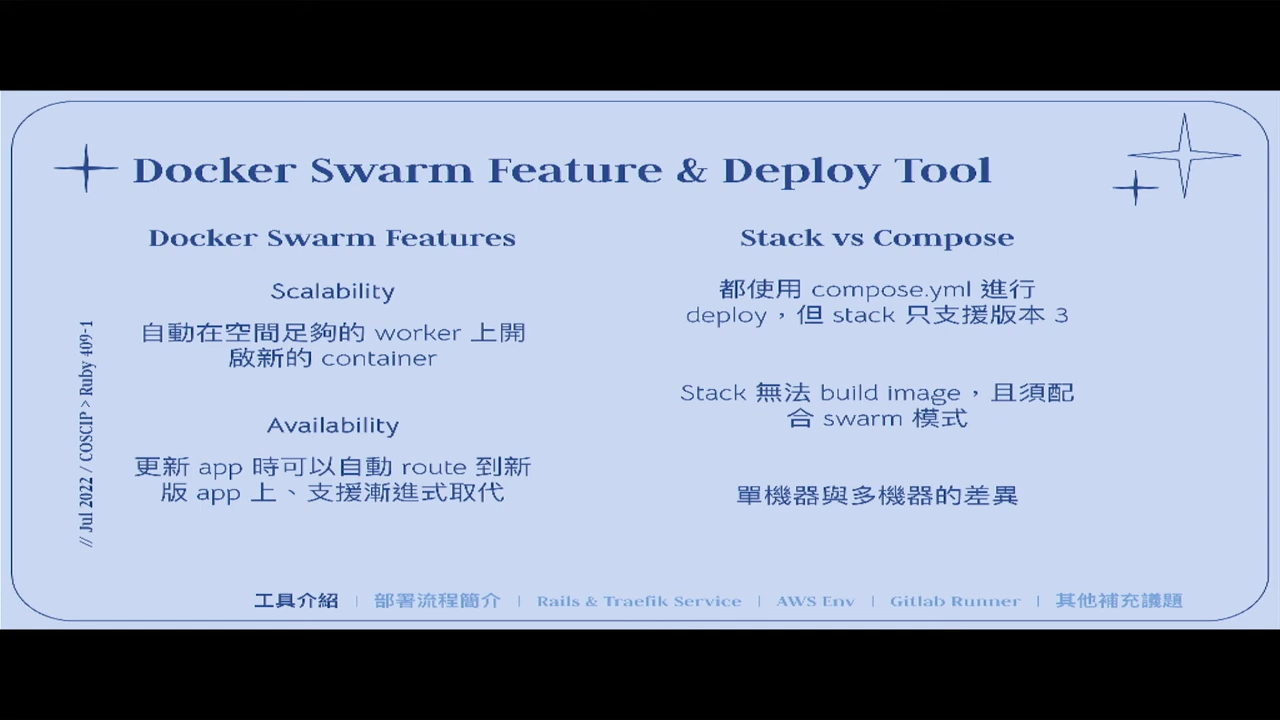 Docker Swarm Feature & Deploy Tool
Docker Swarm Features
Scalability
自動在空間足夠的 worker 上開
啟新的 container
Availability
更新 app 時可以自動 route 到新
版 app 上、支援漸進式取代
Stack vs Compose
都使用 compose.yml 進行
deploy，但 stack 只支援版本 3
Stack 無法 build image，且須配
合 swarm 模式
單機器與多機器的差異
// Jul 2022 / COSCIP > Ruby 409-1
工具介紹 | 部署流程簡介 | Rails & Traefik Service | AWS Env | Gitlab Runner | 其他補充議題